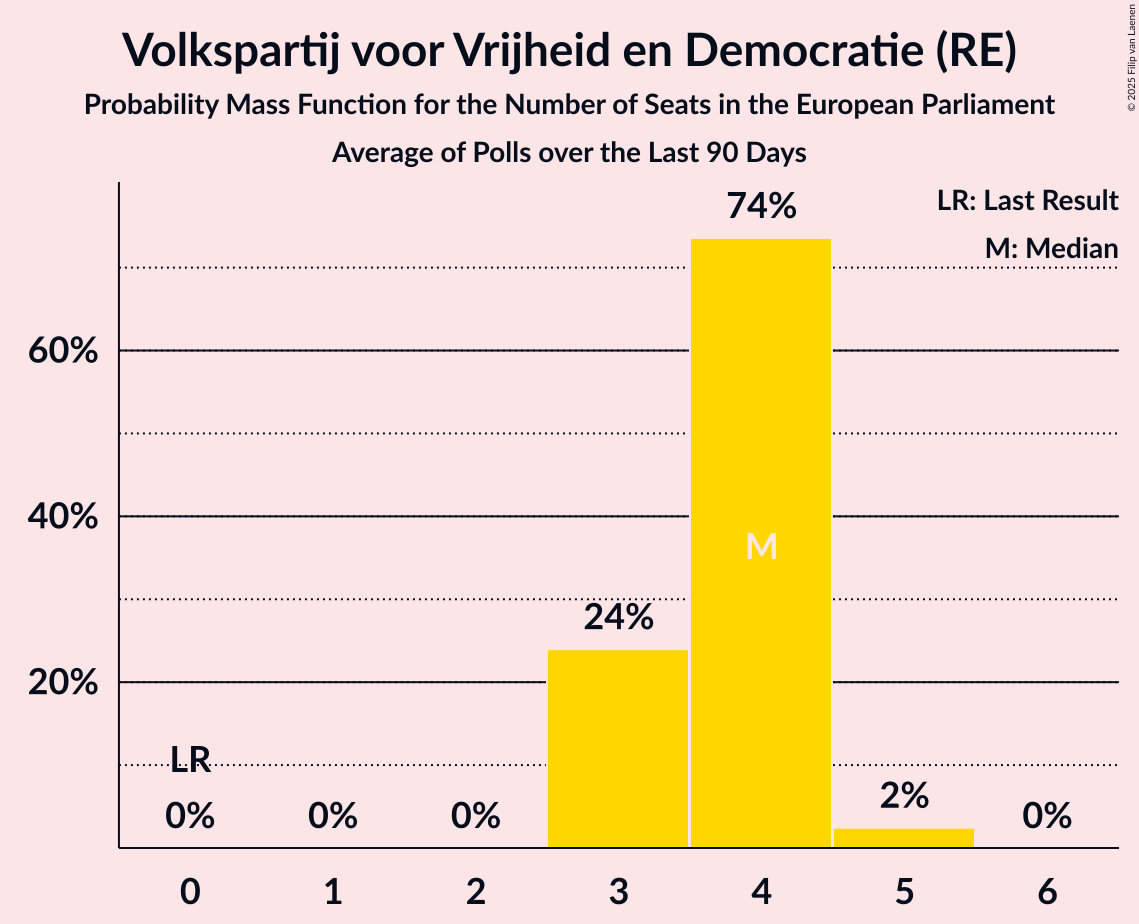 Volkspartij voor Vrijheid en Democratie (RE)
Probability Mass Function for the Number of Seats in the European Parliament
Average of Polls over the Last 90 Days
© 2025 Filip van Laenen
LR: Last Result
M: Median
74%
60%
40%
M
24%
20%
LR
0%
0%
0%
2%
0%
0
1
2
3
4
5
6